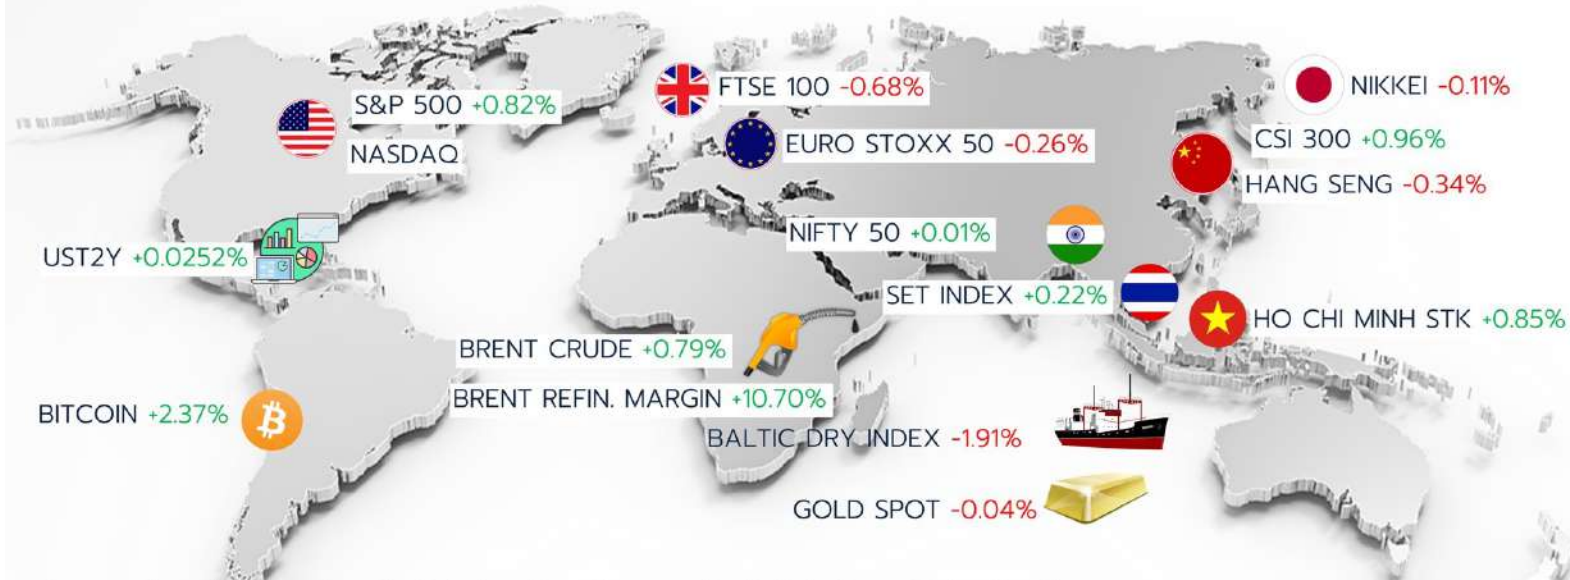 S&P 500 +0.82%
NASDAQ
UST2Y +0.0252%
BITCOIN +2.37%
FTSE 100 -0.68%
EURO STOXX 50 -0.26%
NIKKEI -0.11%
CSI 300 +0.96%
HANG SENG -0.34%
NIFTY 50 +0.01%
SET INDEX +0.22%
HO CHI MINH STK +0.85%
BRENT CRUDE +0.79%
BRENT REFIN. MARGIN +10.70%
BALTIC DRY INDEX -1.91%
GOLD SPOT -0.04%